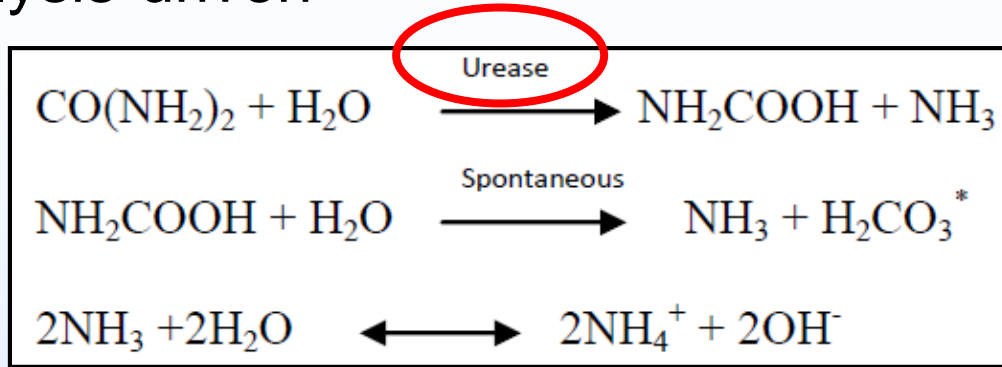 Urease
CO(NH₂)₂ + H₂O ⟶ NH₂COOH + NH₃
Spontaneous
NH₂COOH + H₂O ⟶ NH₃ + H₂CO₃*
2NH₃ +2H₂O ⟷ 2NH₄⁺ + 2OH⁻